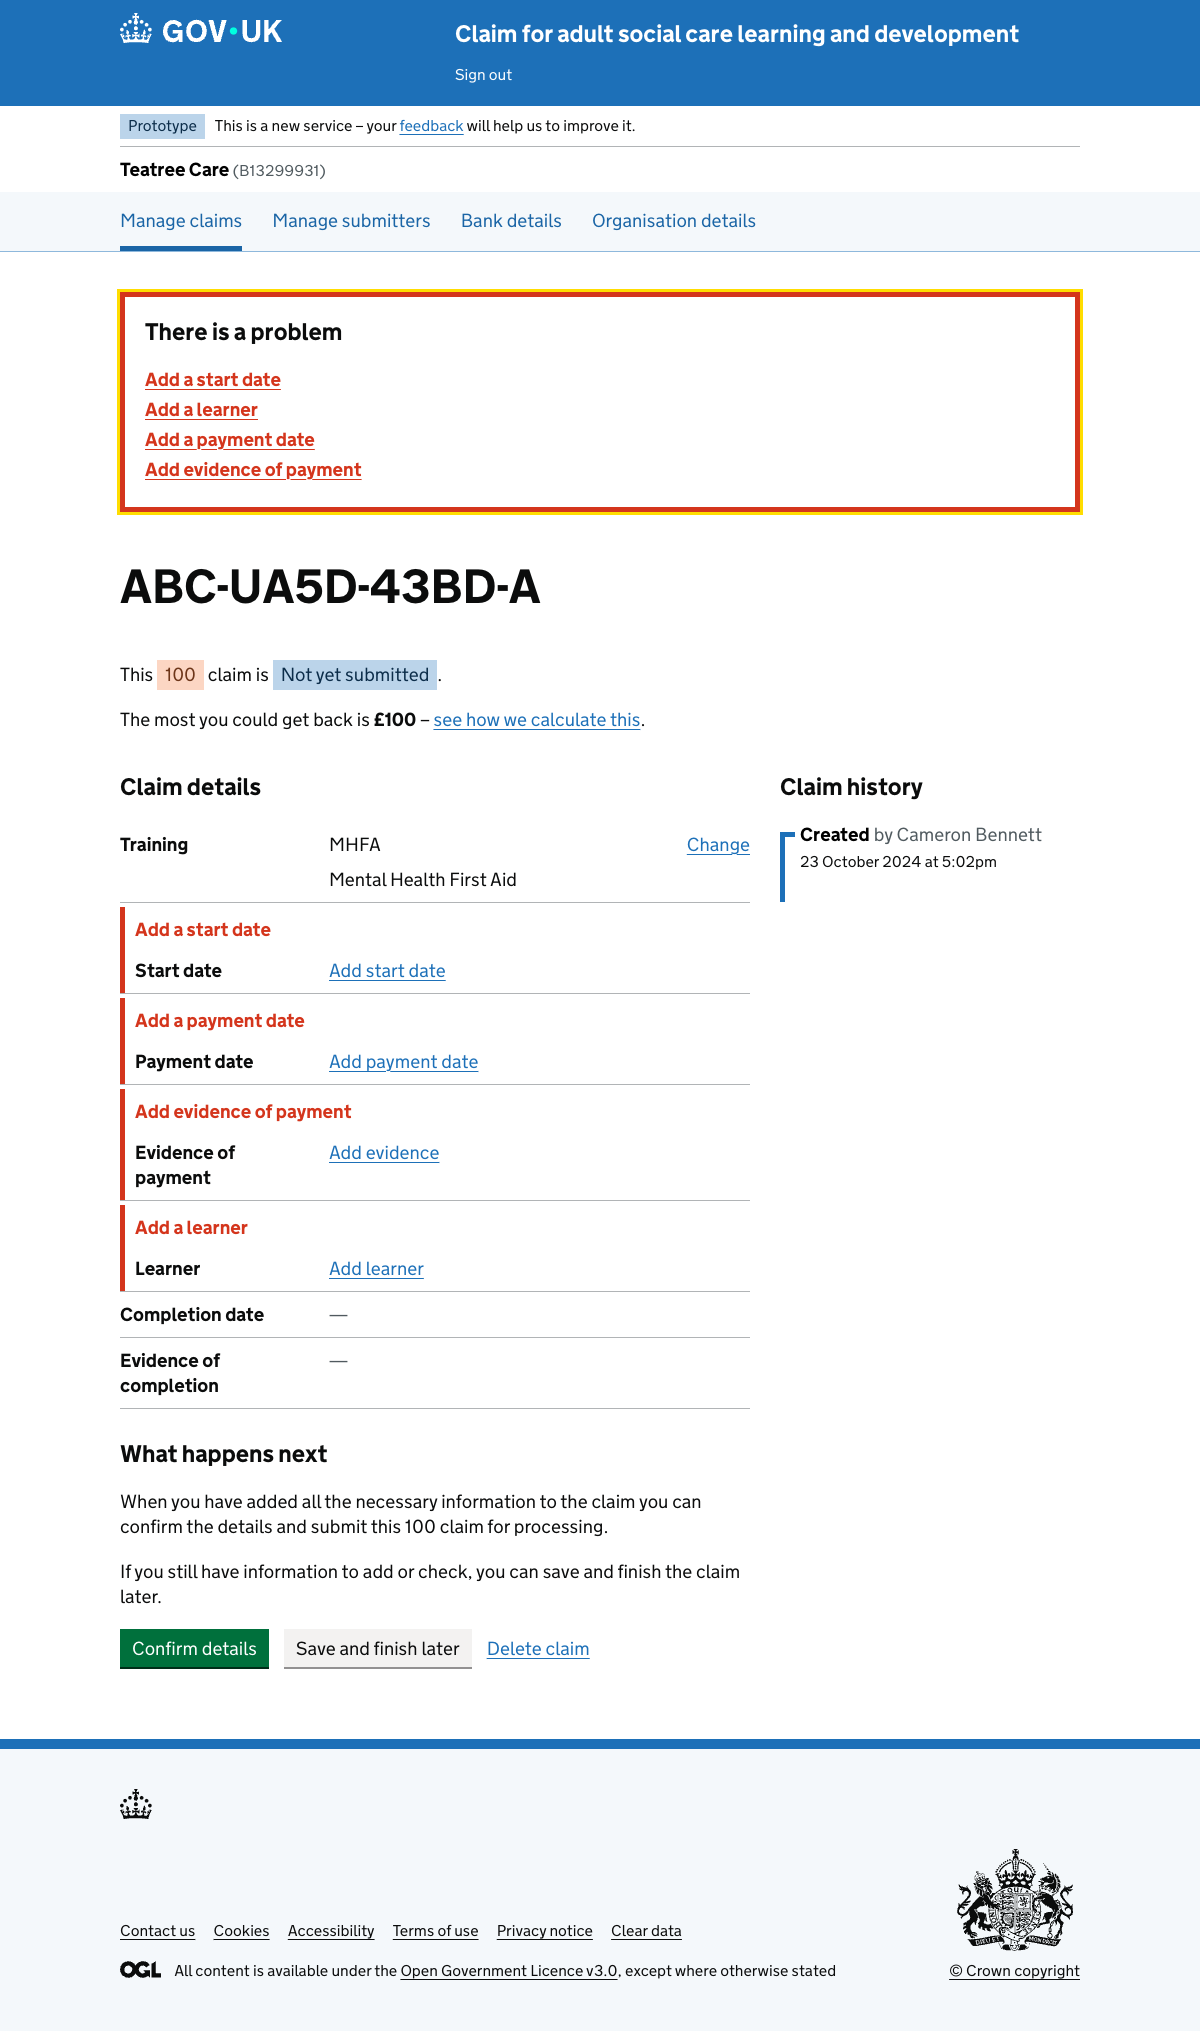 GOV·UK
Claim for adult social care learning and development
Sign out
Prototype This is a new service – your feedback will help us to improve it.
Teatree Care (B13299931)
Manage claims Manage submitters Bank details Organisation details
There is a problem
Add a start date
Add a learner
Add a payment date
Add evidence of payment
ABC-UA5D-43BD-A
This 100 claim is Not yet submitted.
The most you could get back is £100 – see how we calculate this.
Claim details
Training MHFA Change
Mental Health First Aid
Add a start date
Start date Add start date
Add a payment date
Payment date Add payment date
Add evidence of payment
Evidence of Add evidence
payment
Add a learner
Learner Add learner
Completion date —
Evidence of —
completion
Claim history
Created by Cameron Bennett
23 October 2024 at 5:02pm
What happens next
When you have added all the necessary information to the claim you can
confirm the details and submit this 100 claim for processing.
If you still have information to add or check, you can save and finish the claim
later.
Confirm details Save and finish later Delete claim
Contact us Cookies Accessibility Terms of use Privacy notice Clear data
OGL All content is available under the Open Government Licence v3.0, except where otherwise stated
© Crown copyright